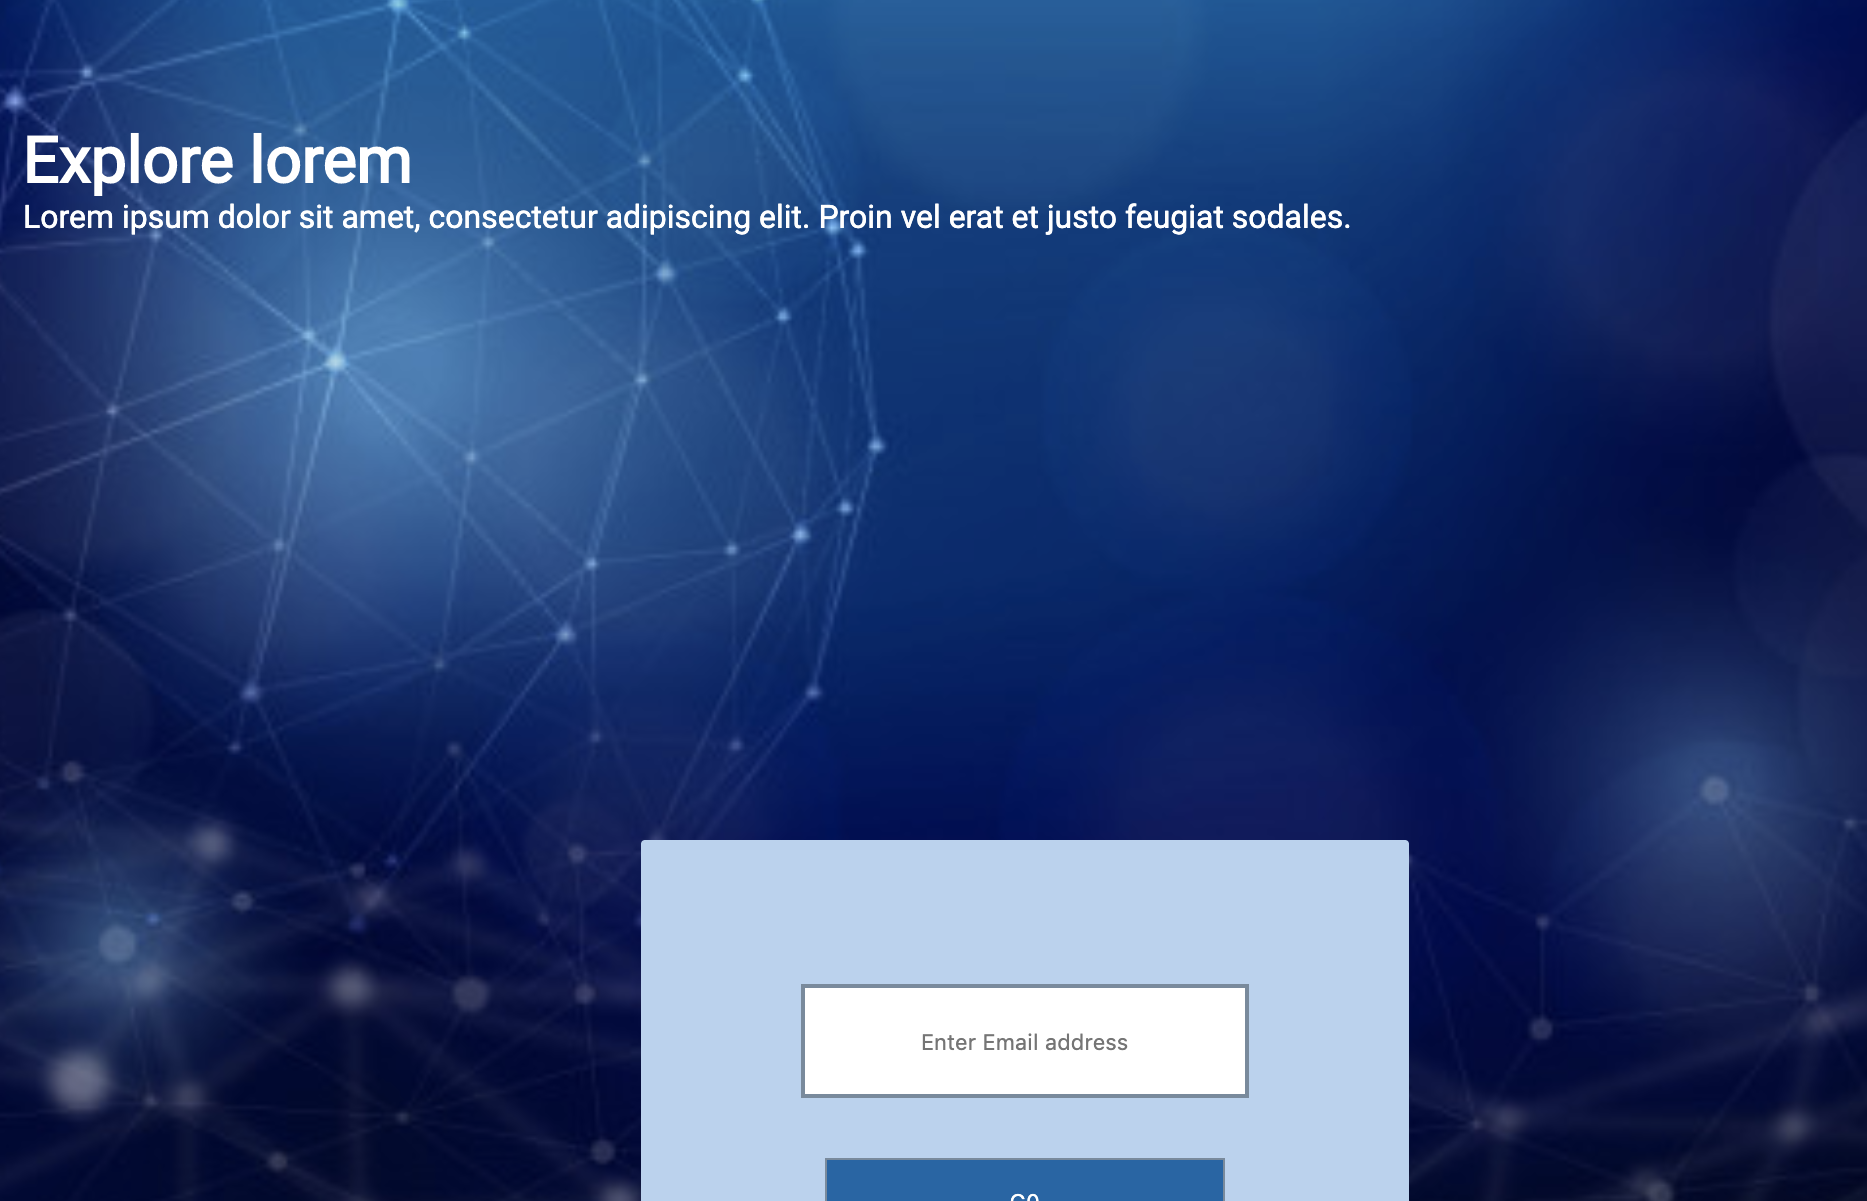 Explore lorem
Lorem ipsum dolor sit amet, consectetur adipiscing elit. Proin vel erat et justo feugiat sodales.
Enter Email address